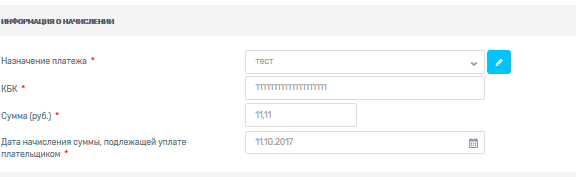 ИНФОРМАЦИЯ О НАЧИСЛЕНИИ
Назначение платежа *
тест
КБК *
11111111111111111111
Сумма (руб.) *
11,11
Дата начисления суммы, подлежащей уплате
плательщиком *
11.10.2017